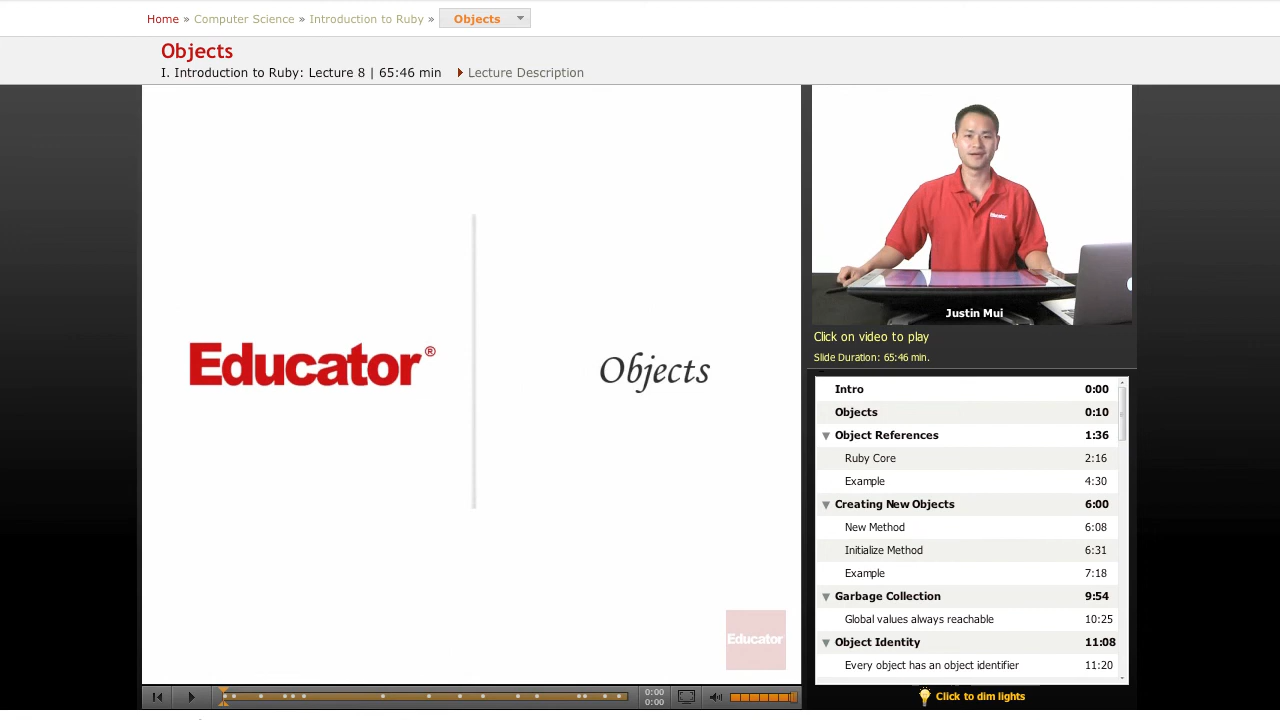 Home » Computer Science » Introduction to Ruby » Objects
Objects
I. Introduction to Ruby: Lecture 8 | 65:46 min Lecture Description
Educator®
Objects
Educator
Educator
Justin Mui
Click on video to play
Slide Duration: 65:46 min.
Intro 0:00
Objects 0:10
Object References 1:36
Ruby Core 2:16
Example 4:30
Creating New Objects 6:00
New Method 6:08
Initialize Method 6:31
Example 7:18
Garbage Collection 9:54
Global values always reachable 10:25
Object Identity 11:08
Every object has an object identifier 11:20
0:00
0:00
Click to dim lights